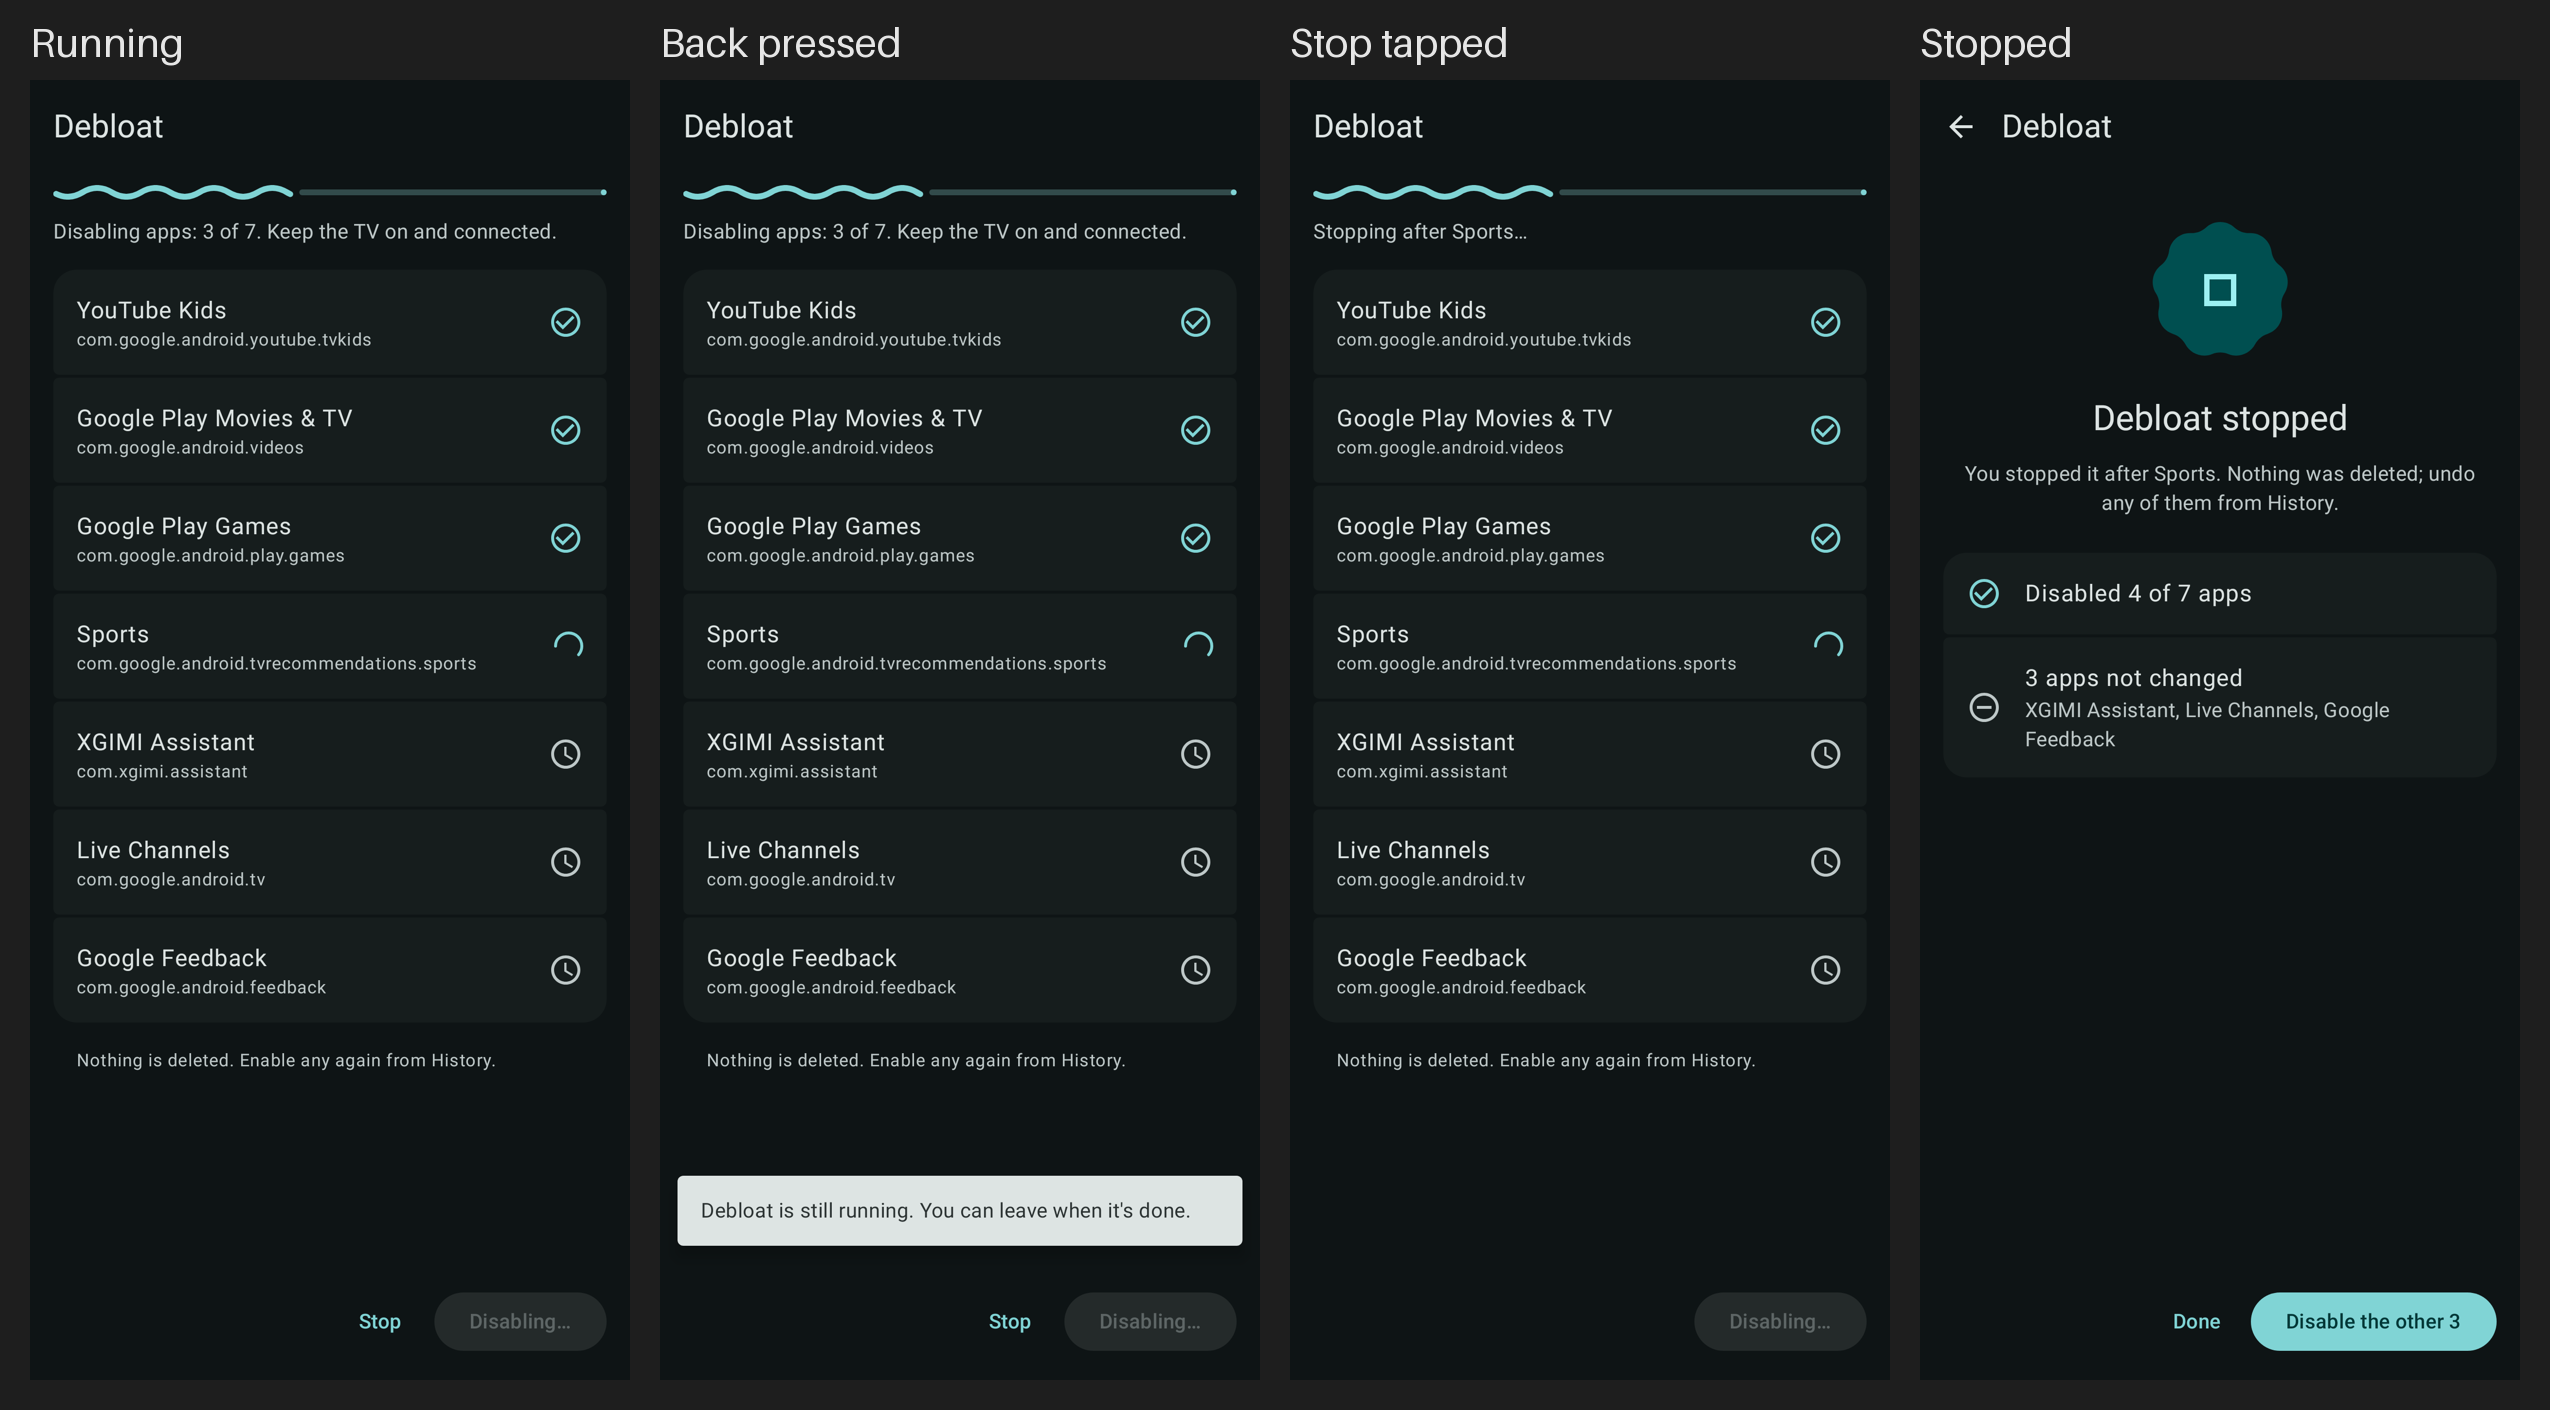 Running
Debloat
Disabling apps: 3 of 7. Keep the TV on and connected.
YouTube Kids
com.google.android.youtube.tvkids
Google Play Movies & TV
com.google.android.videos
Google Play Games
com.google.android.play.games
Sports
com.google.android.tvrecommendations.sports
XGIMI Assistant
com.xgimi.assistant
Live Channels
com.google.android.tv
Google Feedback
com.google.android.feedback
Nothing is deleted. Enable any again from History.
Stop
Disabling…
Back pressed
Debloat
Disabling apps: 3 of 7. Keep the TV on and connected.
YouTube Kids
com.google.android.youtube.tvkids
Google Play Movies & TV
com.google.android.videos
Google Play Games
com.google.android.play.games
Sports
com.google.android.tvrecommendations.sports
XGIMI Assistant
com.xgimi.assistant
Live Channels
com.google.android.tv
Google Feedback
com.google.android.feedback
Nothing is deleted. Enable any again from History.
Debloat is still running. You can leave when it's done.
Stop
Disabling…
Stop tapped
Debloat
Stopping after Sports…
YouTube Kids
com.google.android.youtube.tvkids
Google Play Movies & TV
com.google.android.videos
Google Play Games
com.google.android.play.games
Sports
com.google.android.tvrecommendations.sports
XGIMI Assistant
com.xgimi.assistant
Live Channels
com.google.android.tv
Google Feedback
com.google.android.feedback
Nothing is deleted. Enable any again from History.
Disabling…
Stopped
Debloat
Debloat stopped
You stopped it after Sports. Nothing was deleted; undo
any of them from History.
Disabled 4 of 7 apps
3 apps not changed
XGIMI Assistant, Live Channels, Google
Feedback
Done
Disable the other 3